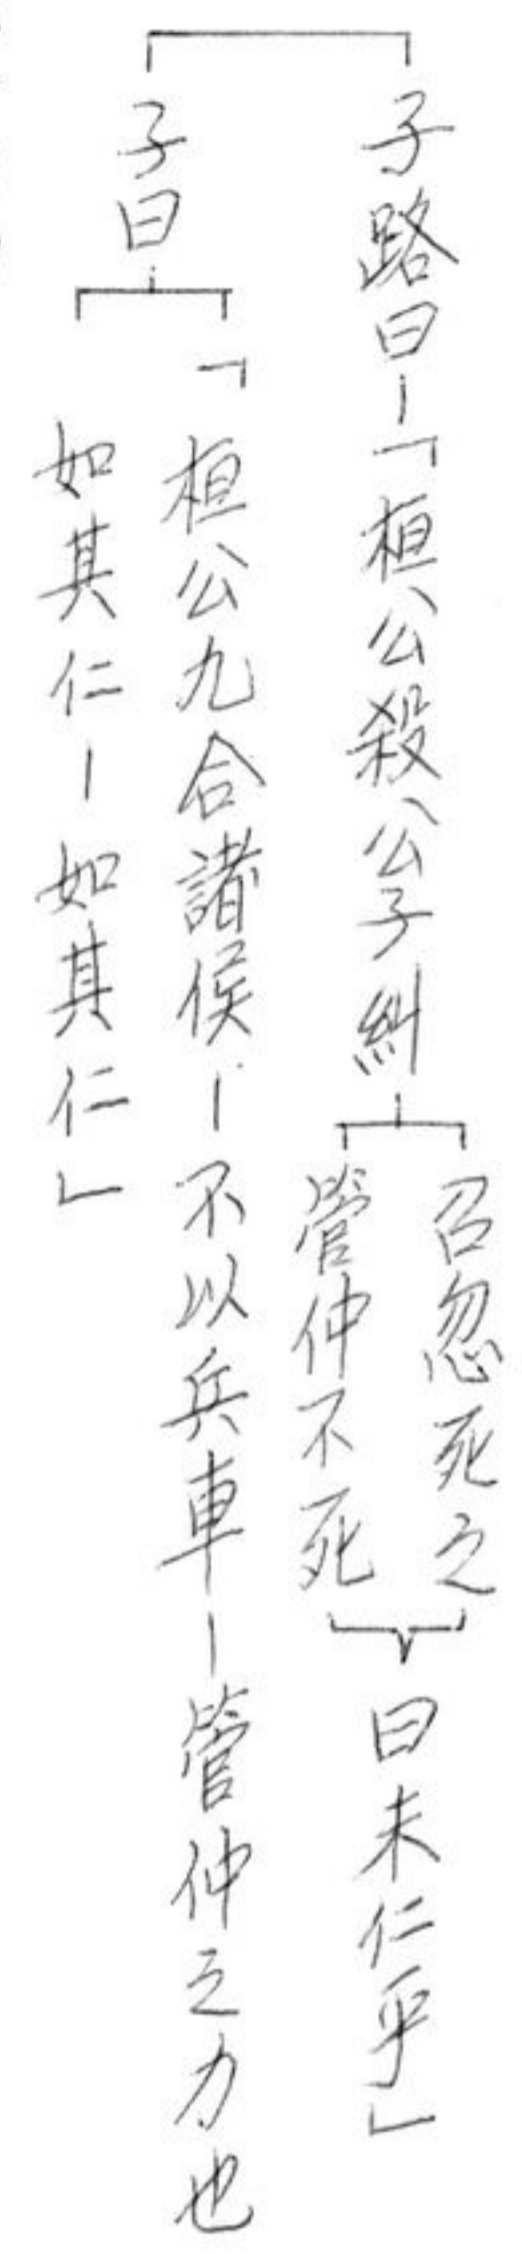 子路曰「桓公殺公子糾
召忽死之
管仲不死
曰未仁乎」
子曰
「桓公九合諸侯不以兵車管仲之力也
如其仁如其仁」